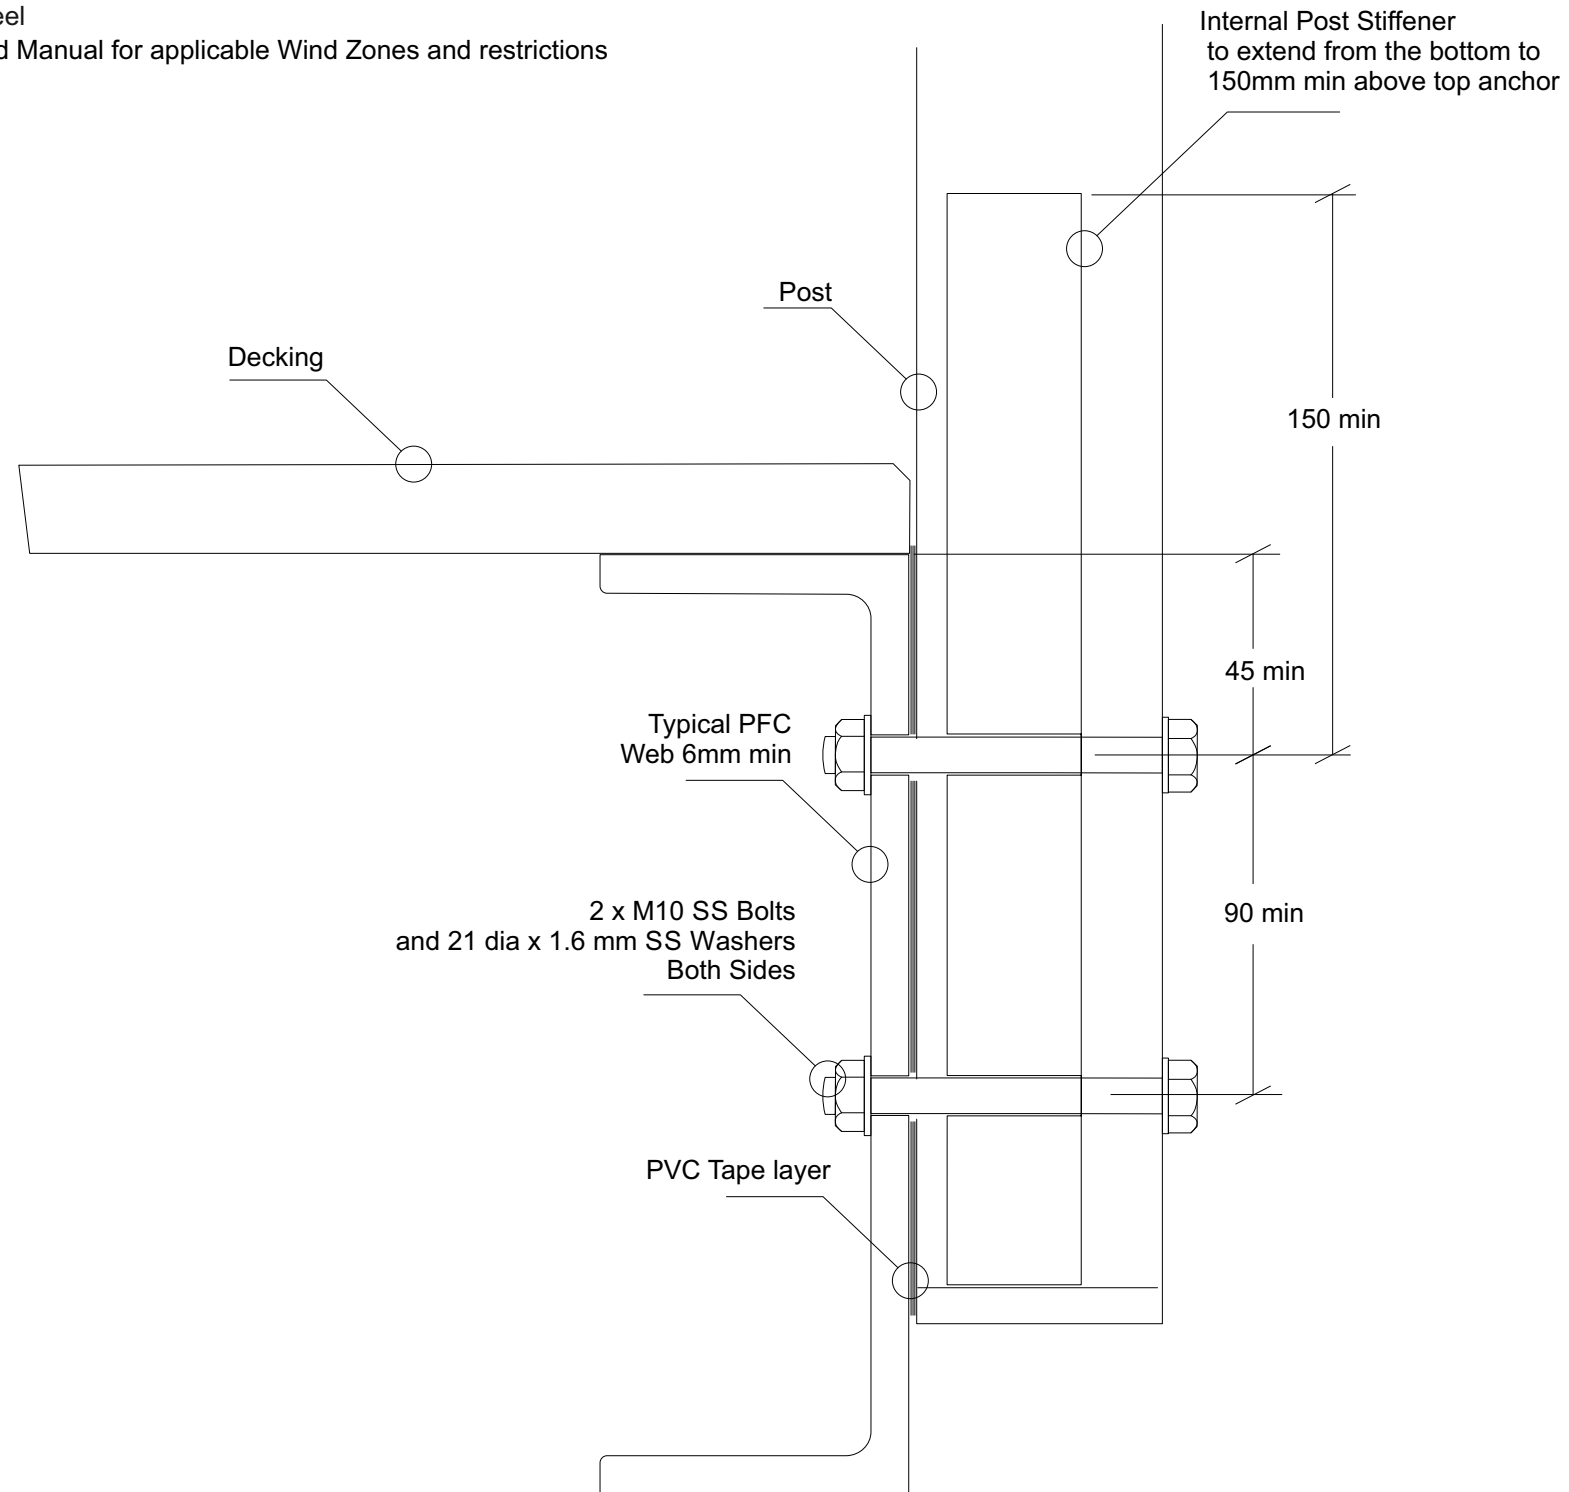 Manual for applicable Wind Zones and restrictions
Internal Post Stiffener
to extend from the bottom to
150mm min above top anchor
Post
Decking
150 min
45 min
Typical PFC
Web 6mm min
2 x M10 SS Bolts
and 21 dia x 1.6 mm SS Washers
Both Sides
90 min
PVC Tape layer